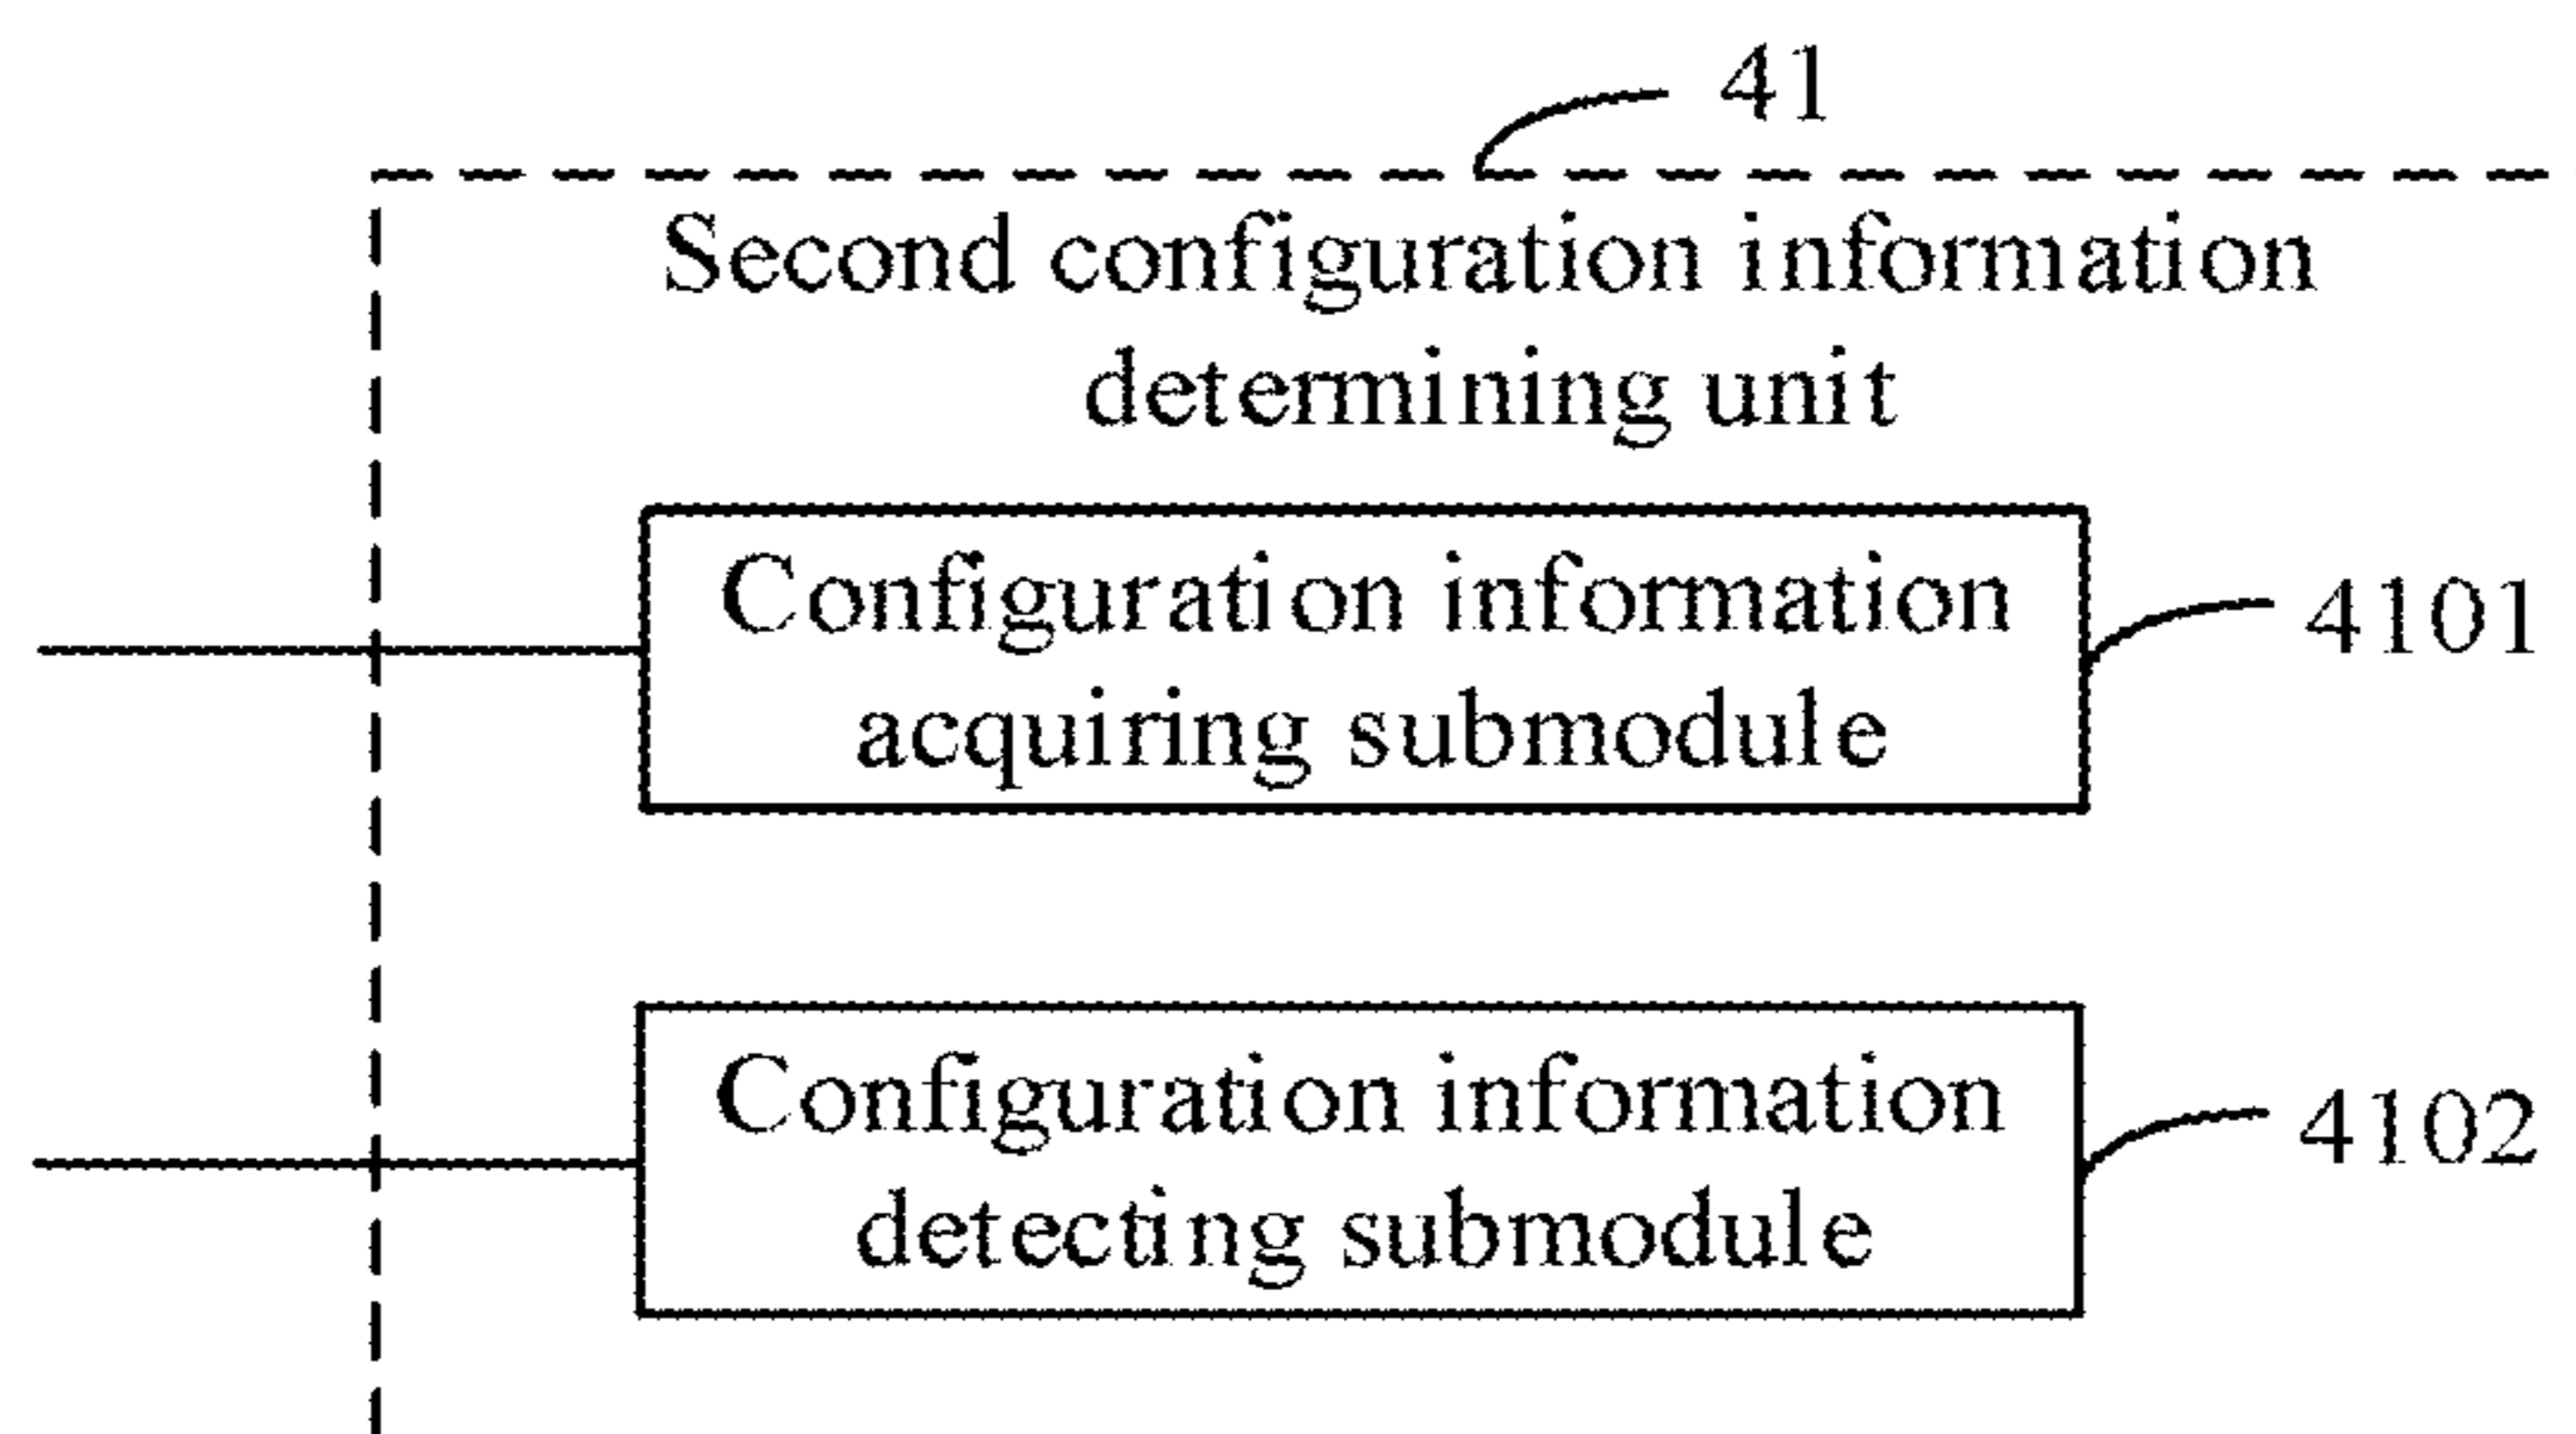 41
Second configuration information
determining unit
Configuration information
acquiring submodule
4101
Configuration information
detecting submodule
4102